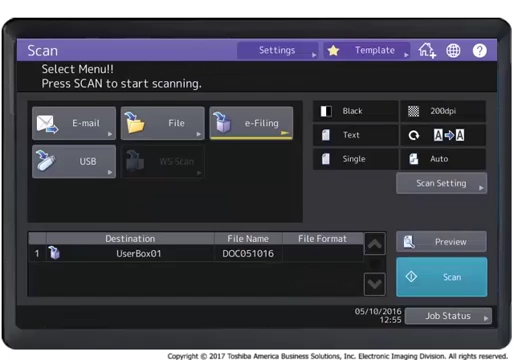 Scan
Settings
Template
?
Select Menu!!
Press SCAN to start scanning.
E-mail
File
e-Filing
USB
WS Scan
Black
200dpi
Text
A A
Single
Auto
Scan Setting
Destination File Name File Format
1 UserBox01 DOC051016
Preview
Scan
05/10/2016
12:55
Job Status
Copyright © 2017 Toshiba America Business Solutions, Inc. Electronic Imaging Division. All rights reserved.